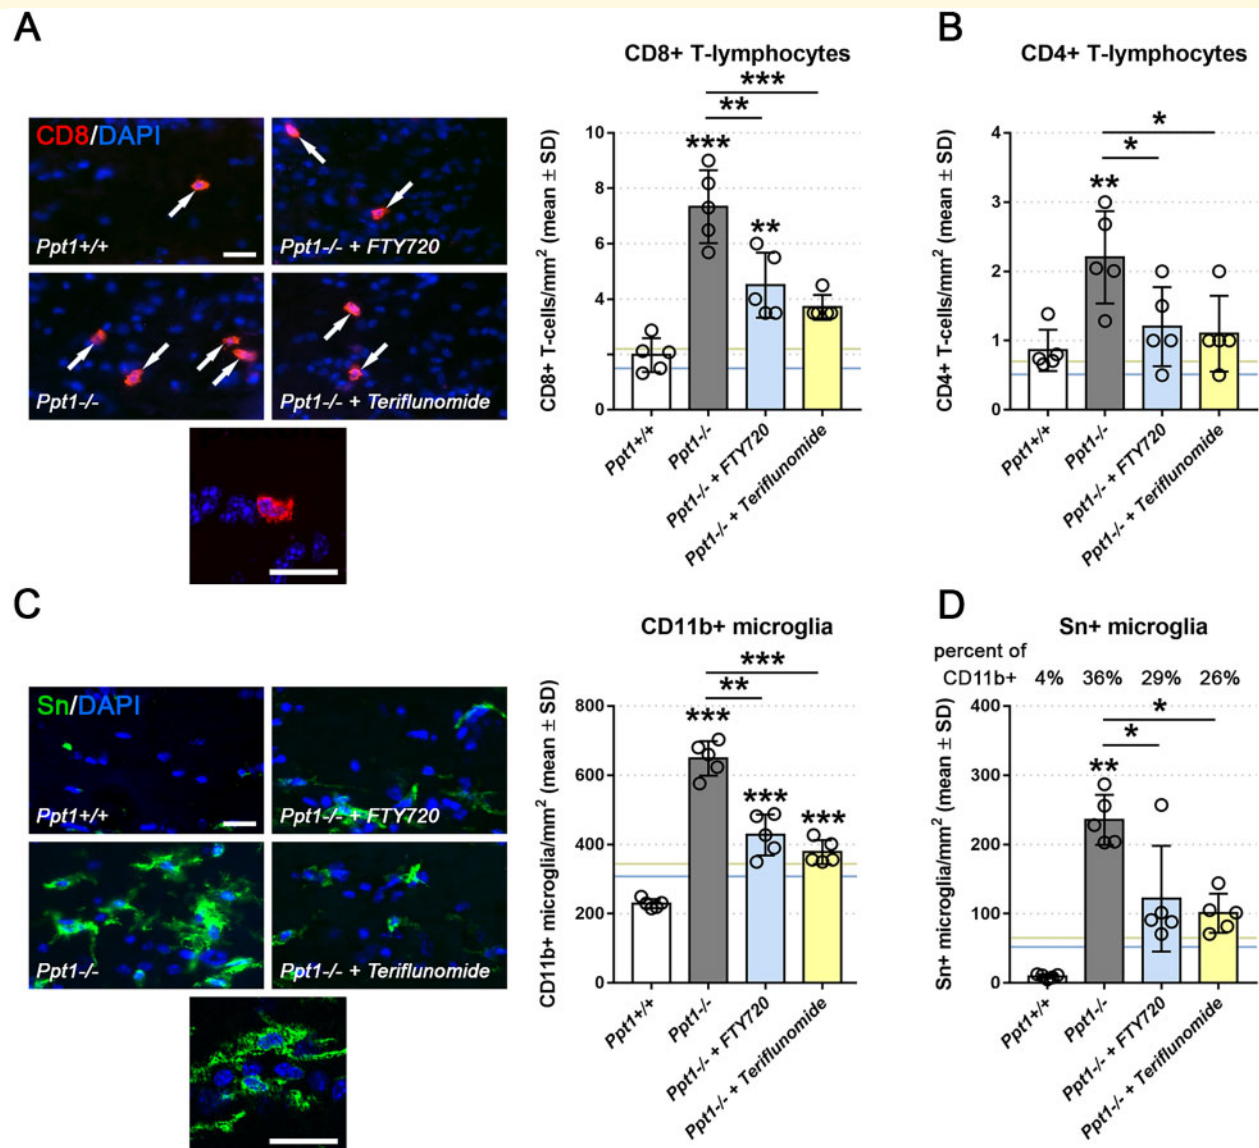 A
CD8+ T-lymphocytes
CD8/DAPI
Ppt1+/+
Ppt1-/- + FTY720
Ppt1-/-
Ppt1-/- + Teriflunomide
***
**
***
**
CD8+ T-cells/mm² (mean ± SD)
10
8
6
4
2
0
Ppt1+/+
Ppt1-/-
Ppt1-/- + FTY720
Ppt1-/- + Teriflunomide
B
CD4+ T-lymphocytes
*
*
**
CD4+ T-cells/mm² (mean ± SD)
4
3
2
1
0
Ppt1+/+
Ppt1-/-
Ppt1-/- + FTY720
Ppt1-/- + Teriflunomide
C
CD11b+ microglia
Sn/DAPI
Ppt1+/+
Ppt1-/- + FTY720
Ppt1-/-
Ppt1-/- + Teriflunomide
***
**
***
***
***
CD11b+ microglia/mm² (mean ± SD)
800
600
400
200
0
Ppt1+/+
Ppt1-/-
Ppt1-/- + FTY720
Ppt1-/- + Teriflunomide
D
Sn+ microglia
percent of
CD11b+ 4% 36% 29% 26%
*
*
**
Sn+ microglia/mm² (mean ± SD)
400
300
200
100
0
Ppt1+/+
Ppt1-/-
Ppt1-/- + FTY720
Ppt1-/- + Teriflunomide